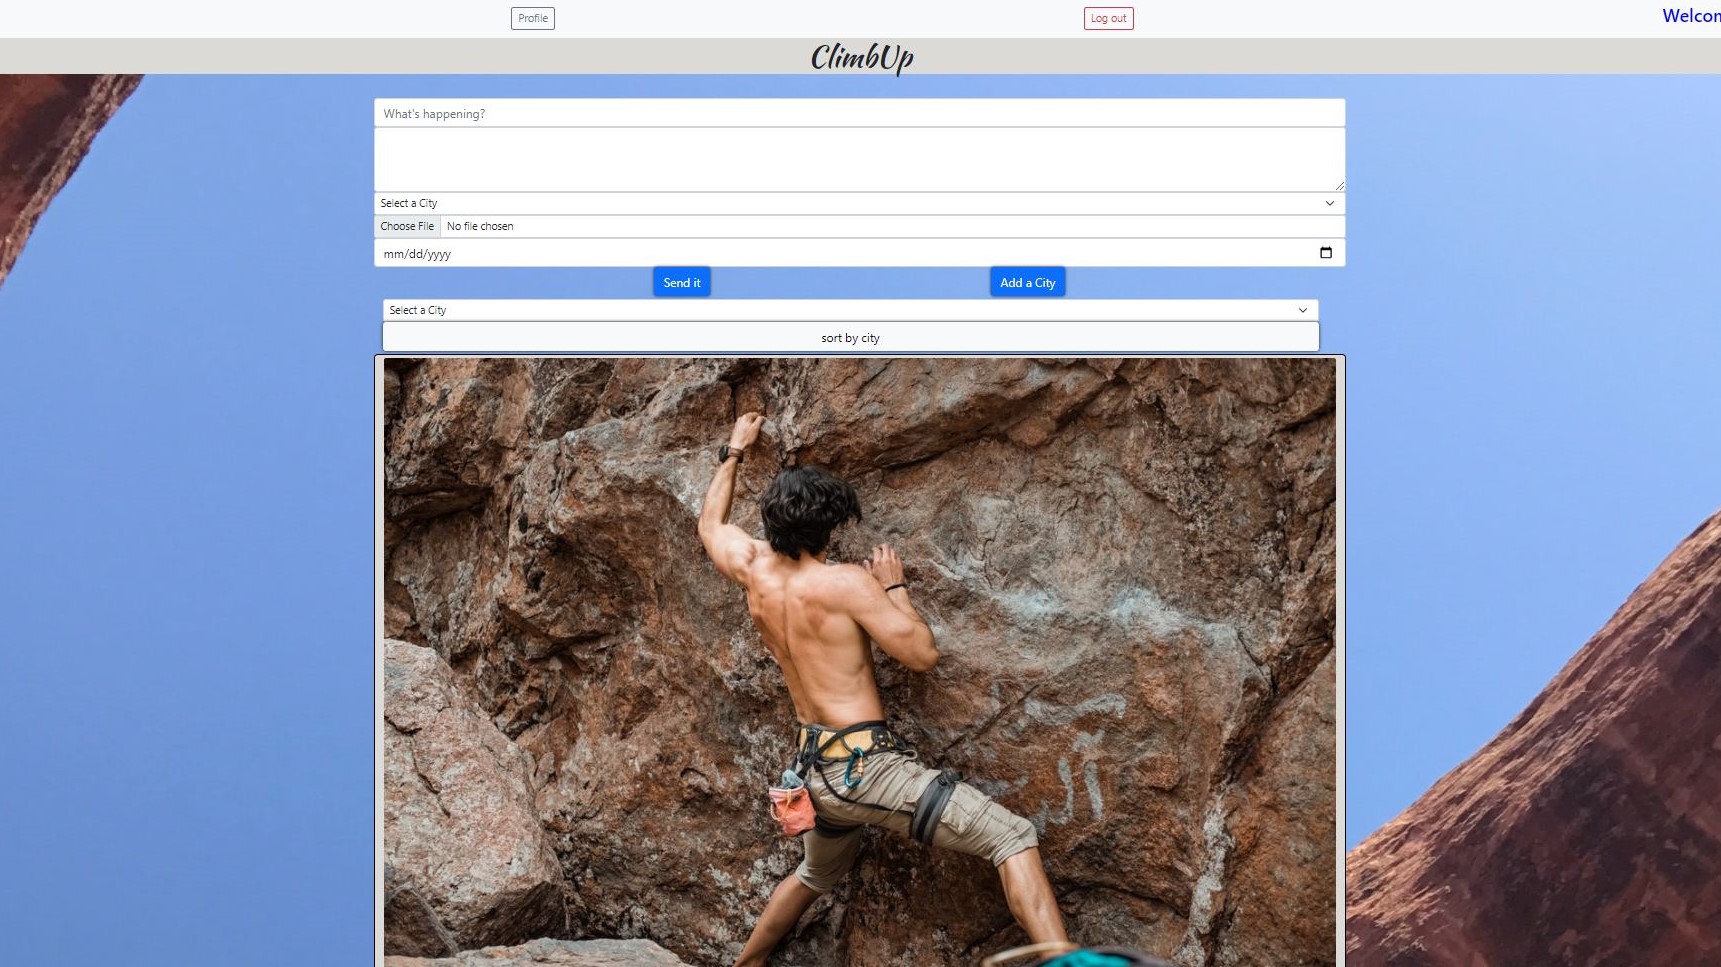 Profile
Log out
Welcom
ClimbUp
What's happening?
Select a City
Choose File No file chosen
mm/dd/yyyy
Send it
Add a City
Select a City
sort by city